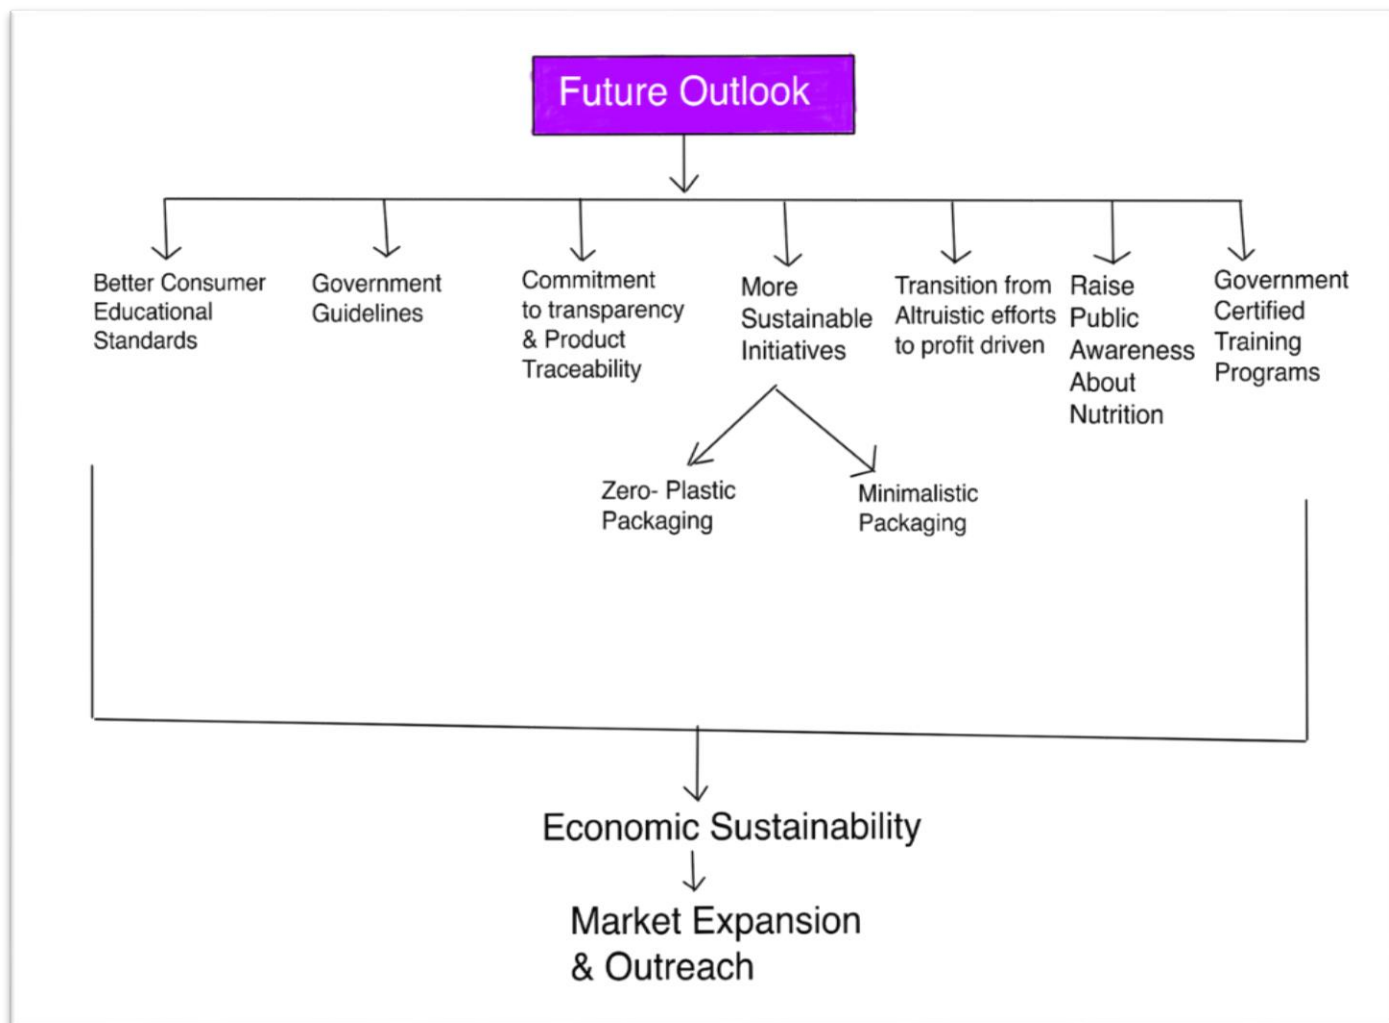 Future Outlook
Better Consumer
Educational
Standards
Government
Guidelines
Commitment
to transparency
& Product
Traceability
More
Sustainable
Initiatives
Transition from
Altruistic efforts
to profit driven
Raise
Public
Awareness
About
Nutrition
Government
Certified
Training
Programs
Zero- Plastic
Packaging
Minimalistic
Packaging
Economic Sustainability
Market Expansion
& Outreach